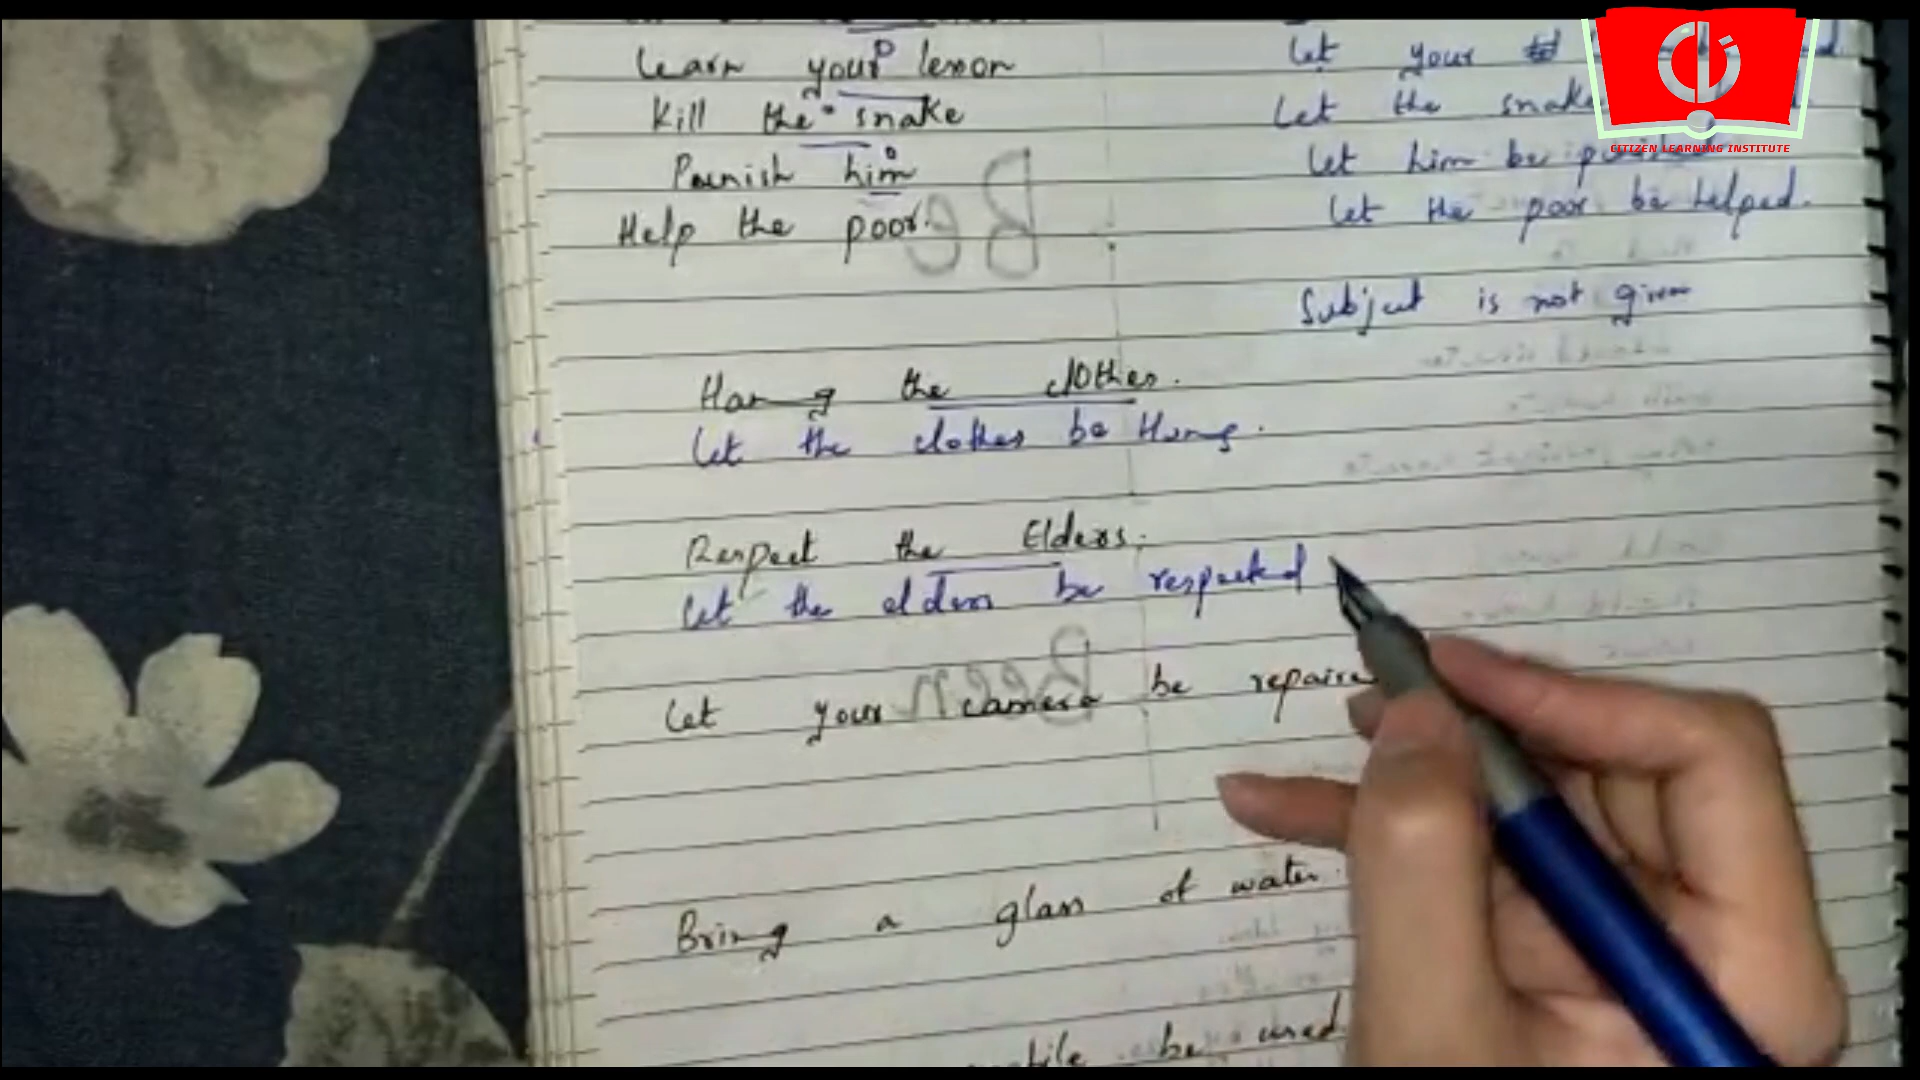 Learn your lesson
Let your
Kill the snake
Let the snake
Punish him
Let him be
Help the poor.
Let the poor be helped.
Subject is not given
Hang the clothes.
Let the clothes be Hung.
Respect the Elders.
Let the elders be respected
Let your camera be repaire
Bring a glass of water.
be used.
CITIZEN LEARNING INSTITUTE
Be
Been